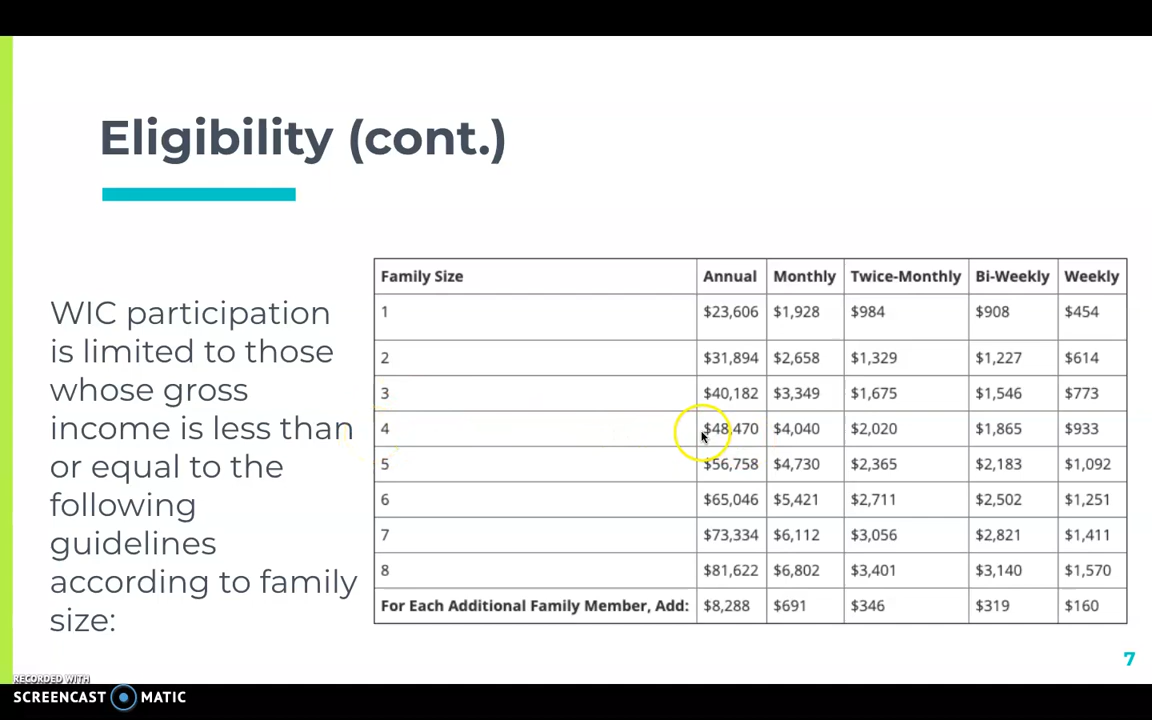 Eligibility (cont.)
WIC participation
is limited to those
whose gross
income is less than
or equal to the
following
guidelines
according to family
size:
Family Size Annual Monthly Twice-Monthly Bi-Weekly Weekly
1 $23,606 $1,928 $984 $908 $454
2 $31,894 $2,658 $1,329 $1,227 $614
3 $40,182 $3,349 $1,675 $1,546 $773
4 $48,470 $4,040 $2,020 $1,865 $933
5 $56,758 $4,730 $2,365 $2,183 $1,092
6 $65,046 $5,421 $2,711 $2,502 $1,251
7 $73,334 $6,112 $3,056 $2,821 $1,411
8 $81,622 $6,802 $3,401 $3,140 $1,570
For Each Additional Family Member, Add: $8,288 $691 $346 $319 $160
7
RECORDED WITH
SCREENCAST MATIC